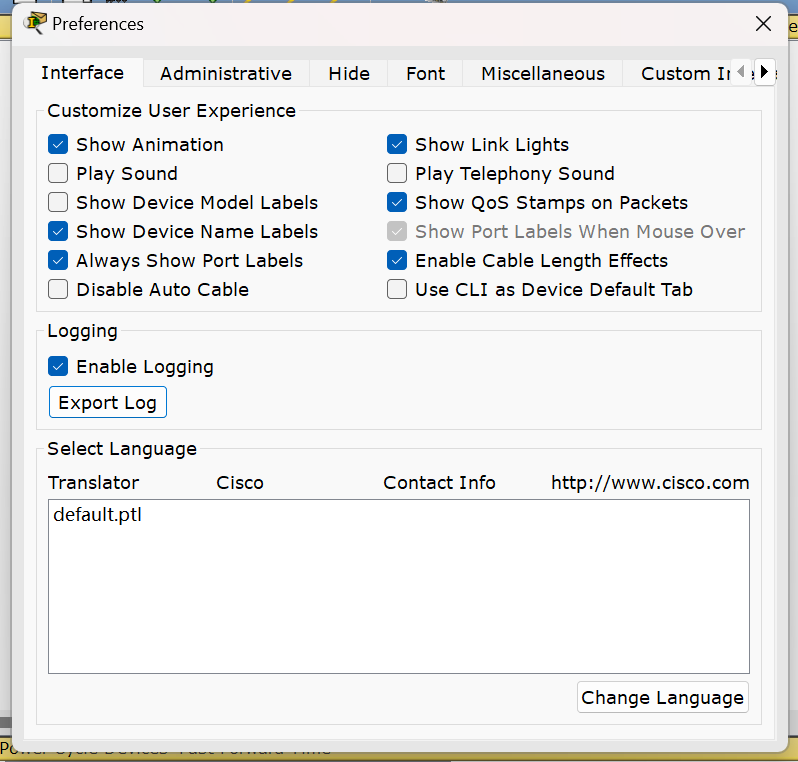 Preferences
Interface Administrative Hide Font Miscellaneous Custom
Customize User Experience
Show Animation Show Link Lights
Play Sound Play Telephony Sound
Show Device Model Labels Show QoS Stamps on Packets
Show Device Name Labels Show Port Labels When Mouse Over
Always Show Port Labels Enable Cable Length Effects
Disable Auto Cable Use CLI as Device Default Tab
Logging
Enable Logging
Export Log
Select Language
Translator Cisco Contact Info http://www.cisco.com
default.ptl
Change Language
Power Cycle Devices Fast Forward Time